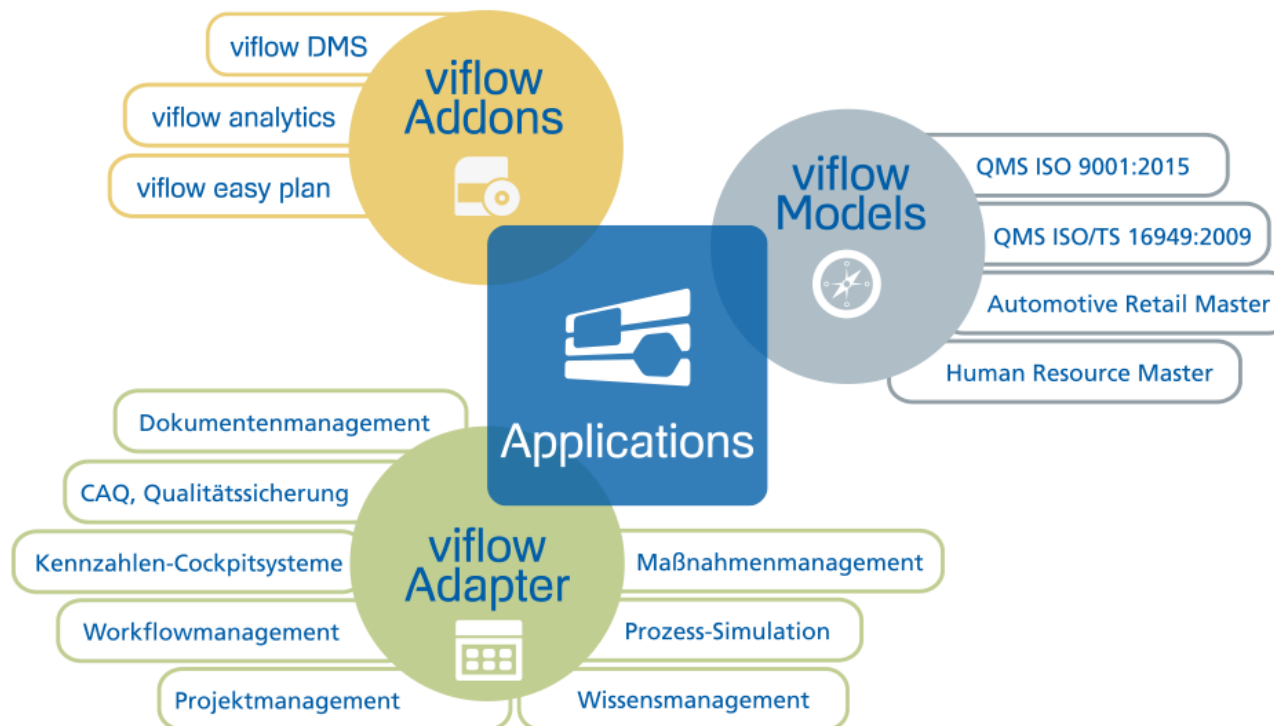 viflow DMS
viflow analytics
viflow easy plan
viflow
Addons
viflow
Models
QMS ISO 9001:2015
QMS ISO/TS 16949:2009
Automotive Retail Master
Human Resource Master
Applications
Dokumentenmanagement
CAQ, Qualitätssicherung
Kennzahlen-Cockpitsysteme
Workflowmanagement
Projektmanagement
viflow
Adapter
Maßnahmenmanagement
Prozess-Simulation
Wissensmanagement